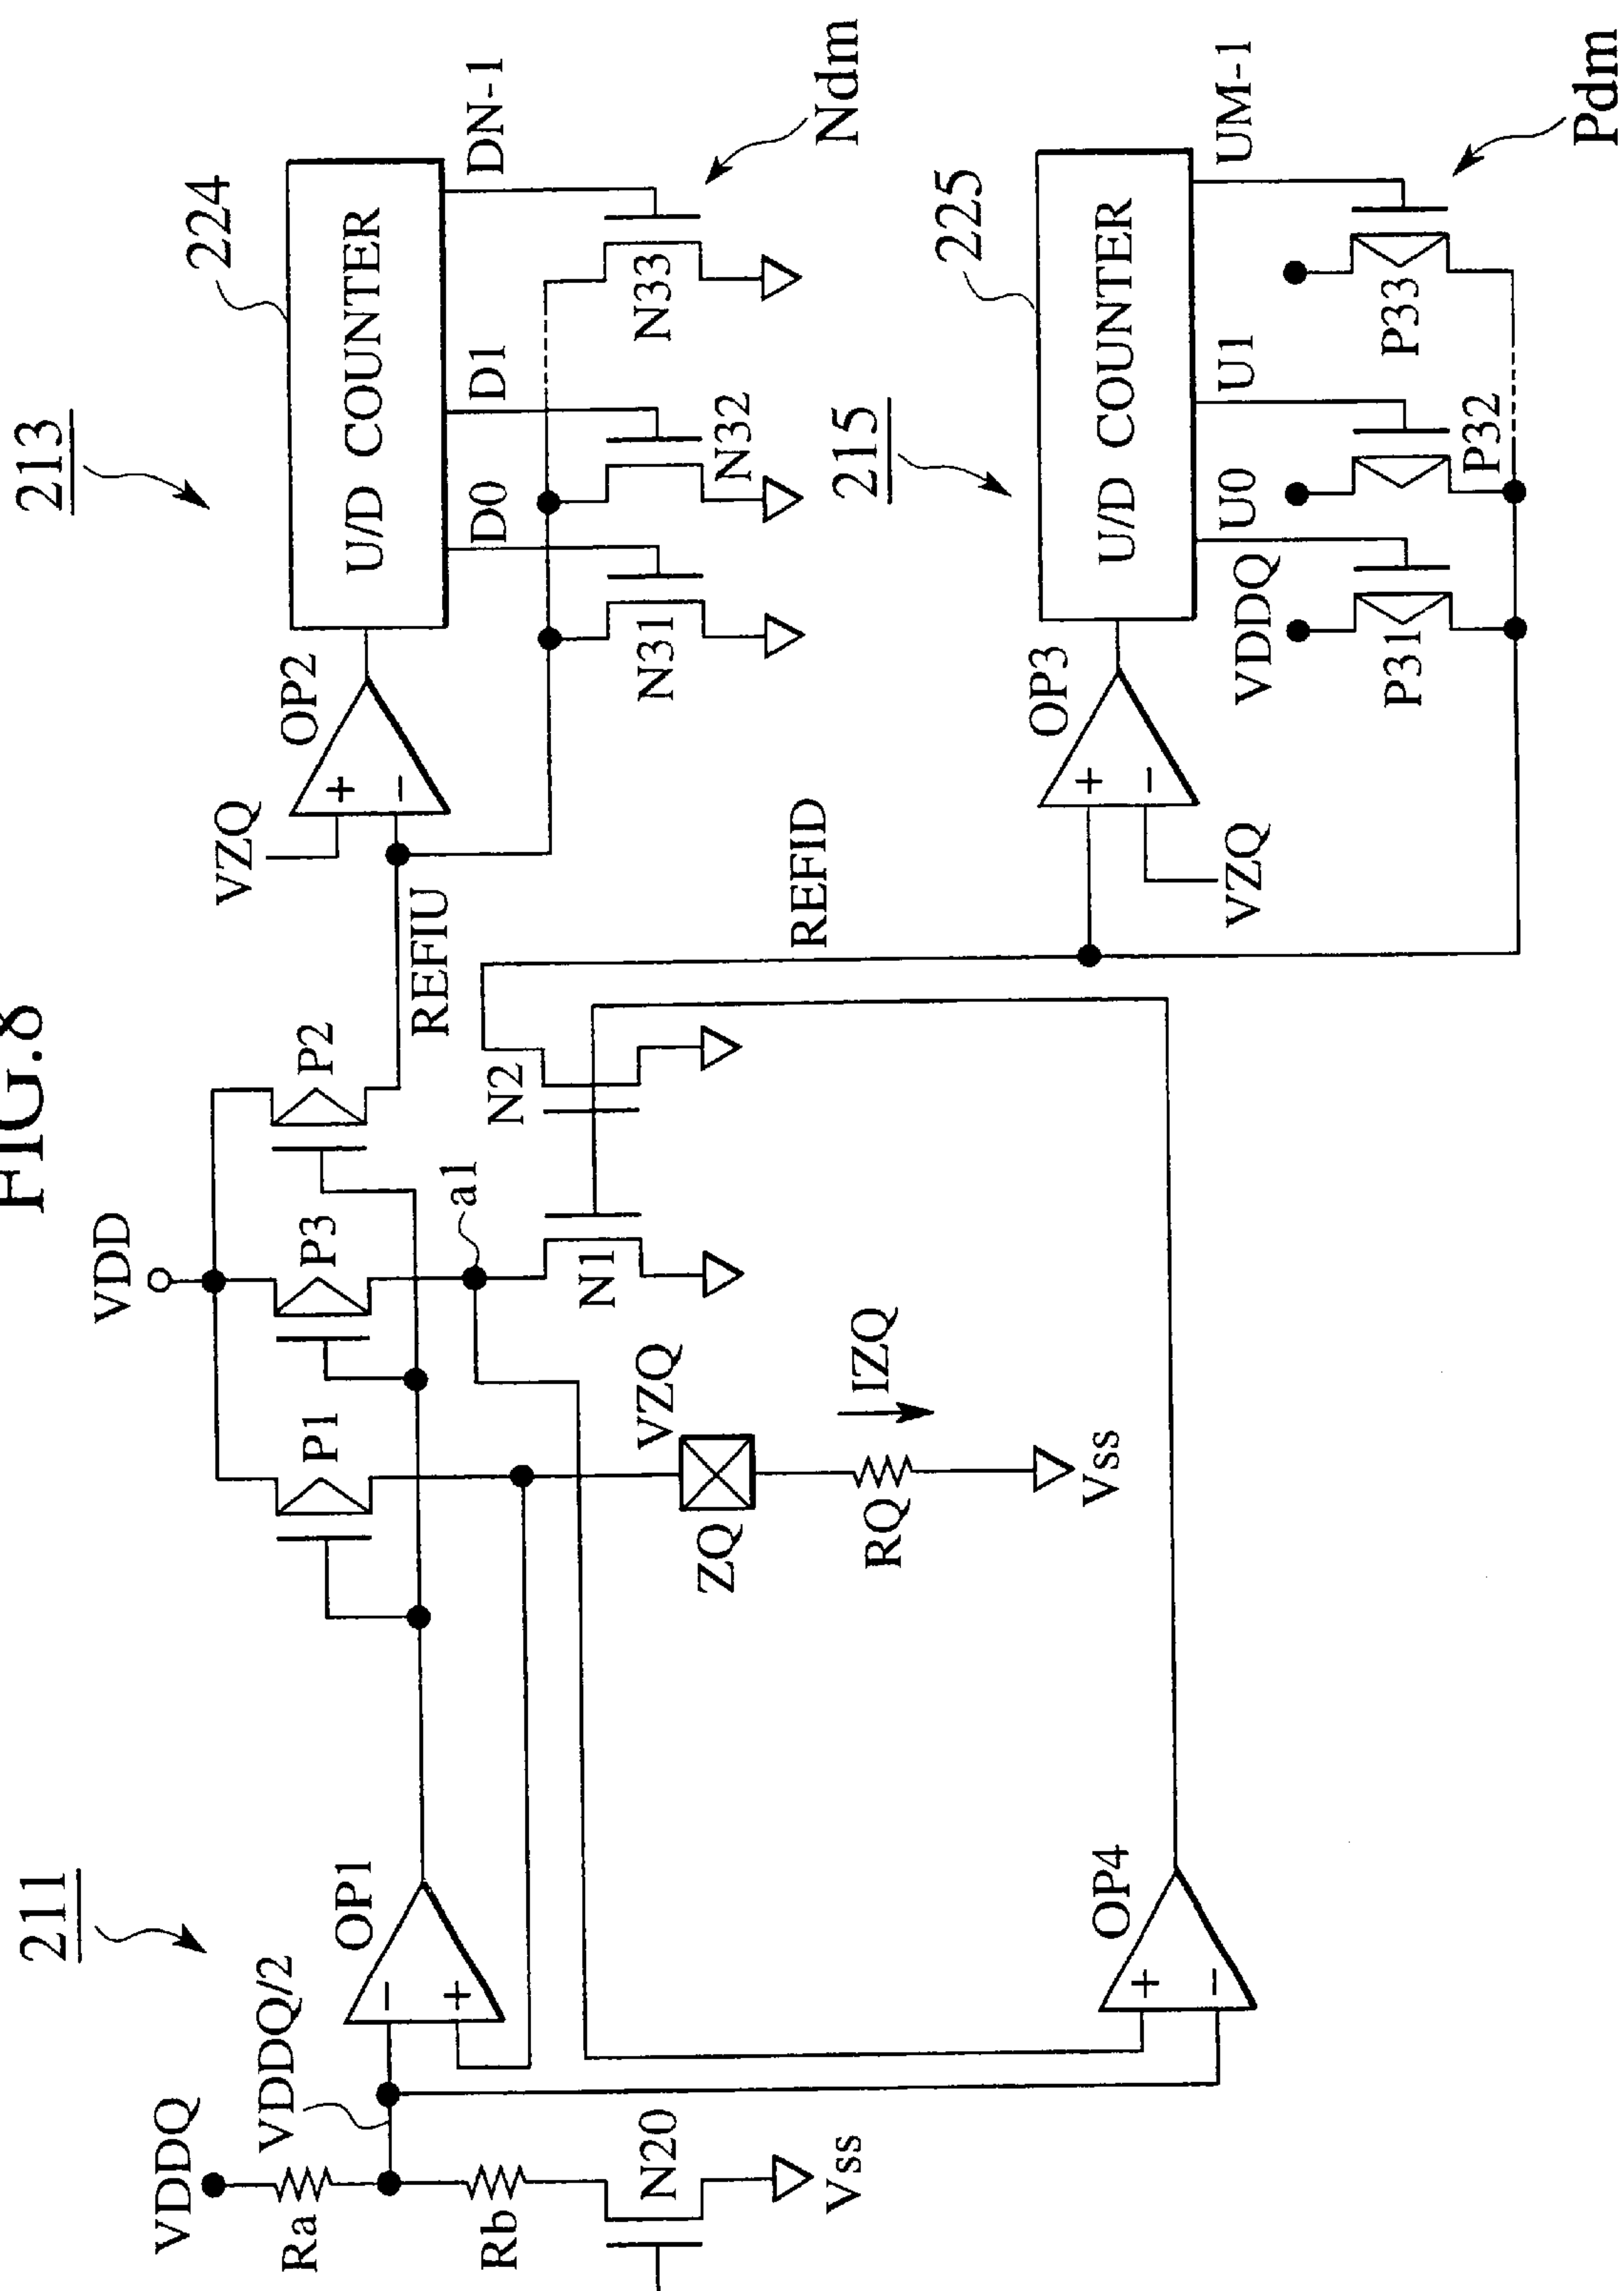 FIG.8
211
VDDQ
VDDQ/2
Ra
Rb
N20
Vss
OP1
−
+
OP4
+
−
VDD
P1
P3
P2
a1
N1
N2
VZQ
ZQ
RQ
IZQ
Vss
REFIU
REFID
213
VZQ
OP2
+
−
U/D COUNTER
224
D0
D1
DN-1
N31
N32
N33
Ndm
215
OP3
+
−
VZQ
U/D COUNTER
225
VDDQ
U0
U1
UM-1
P31
P32
P33
Pdm